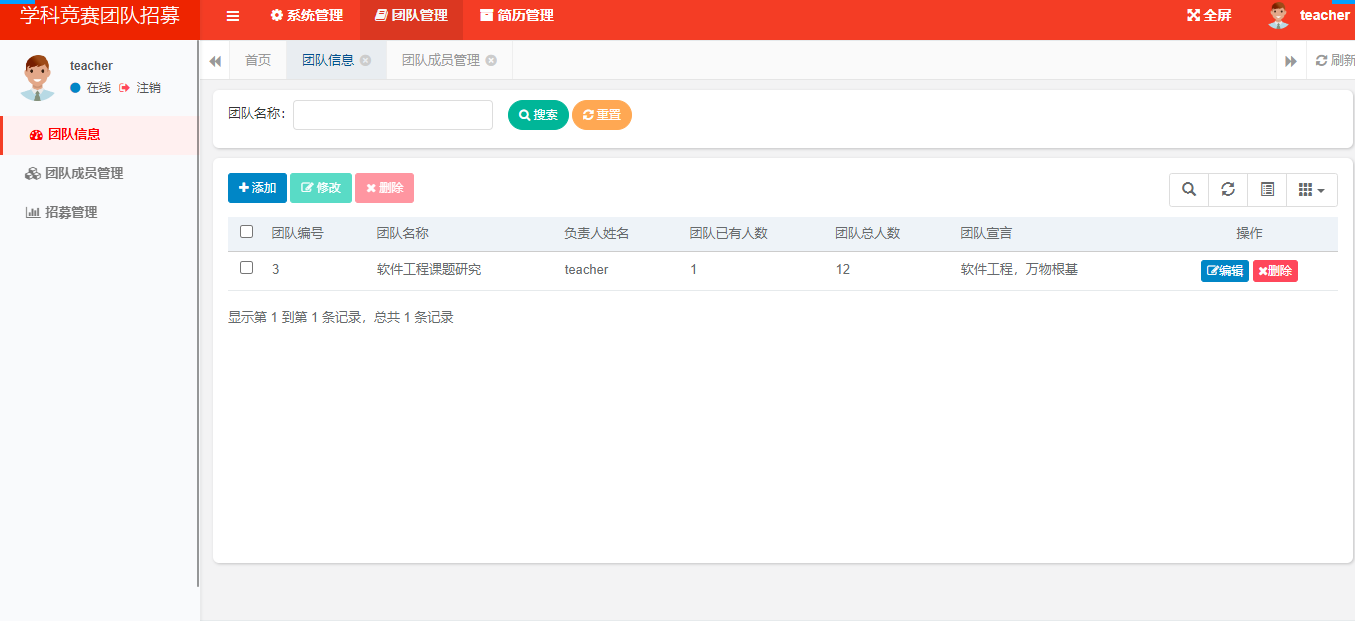 学科竞赛团队招募
系统管理 团队管理 简历管理 全屏 teacher
teacher
在线 注销
首页 团队信息 团队成员管理 刷新
团队信息
团队成员管理
招募管理
团队名称： 搜索 重置
添加 修改 删除
团队编号 团队名称 负责人姓名 团队已有人数 团队总人数 团队宣言 操作
3 软件工程课题研究 teacher 1 12 软件工程，万物根基 编辑 删除
显示第 1 到第 1 条记录，总共 1 条记录